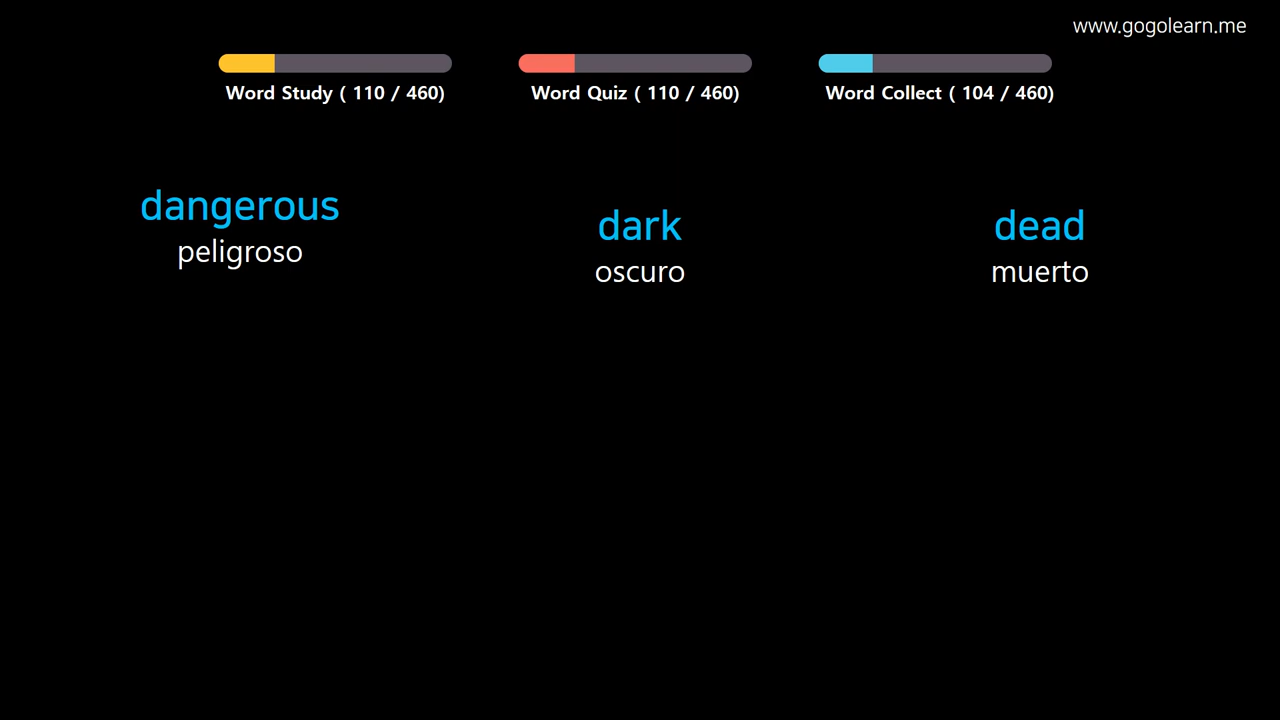 www.gogolearn.me
Word Study ( 110 / 460)
Word Quiz ( 110 / 460)
Word Collect ( 104 / 460)
dangerous
peligroso
dark
oscuro
dead
muerto